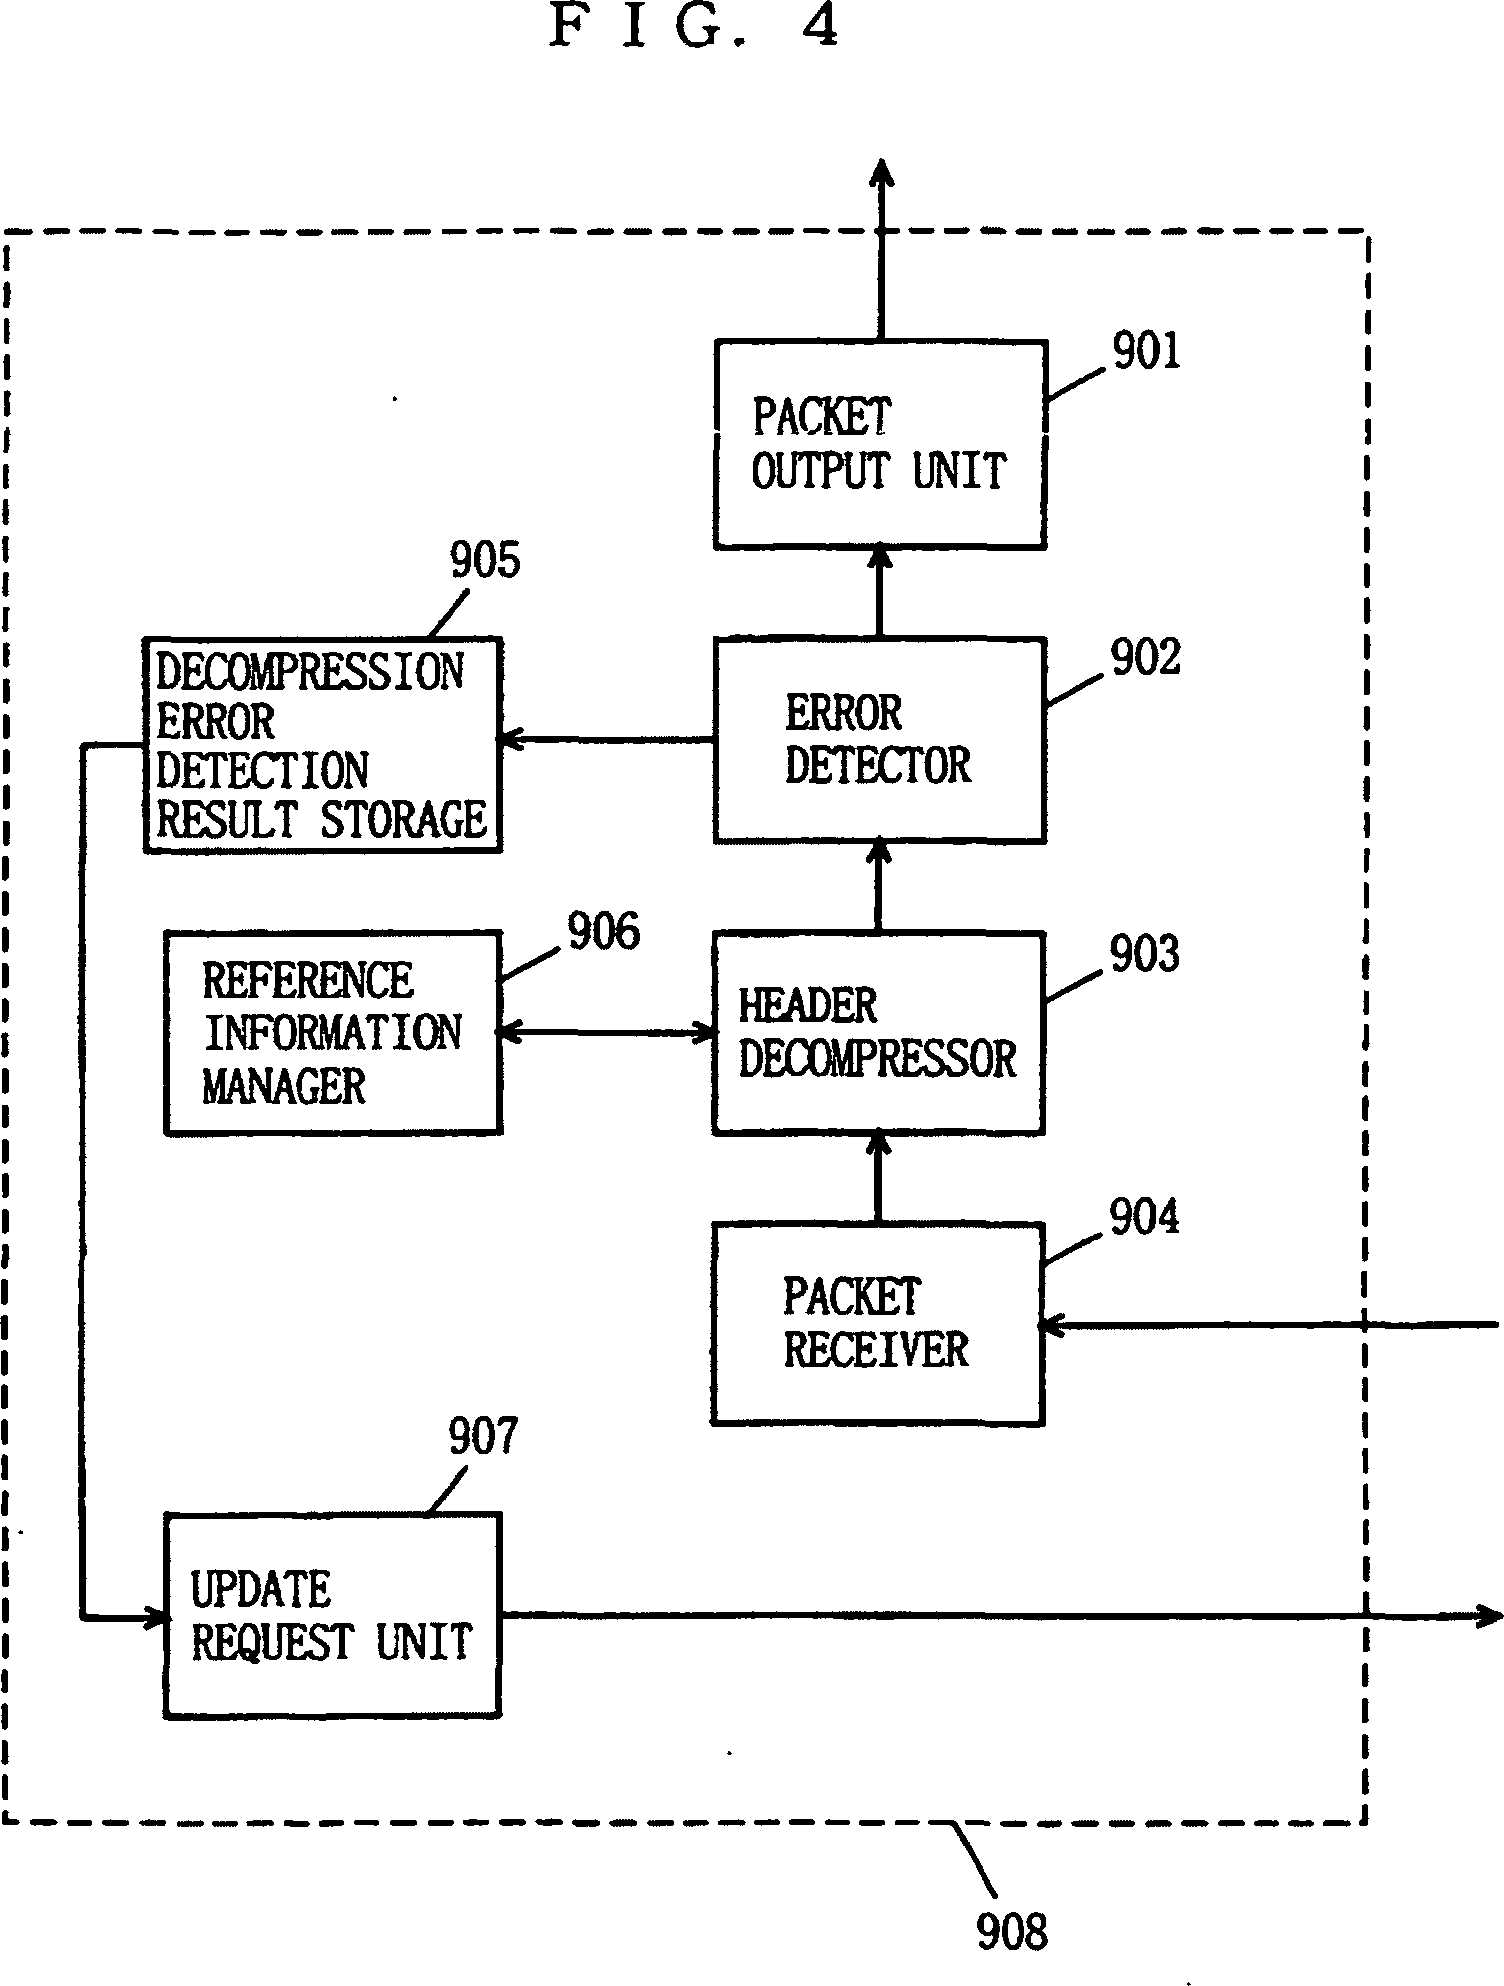 FIG. 4
901
PACKET
OUTPUT UNIT
905
DECOMPRESSION
ERROR
DETECTION
RESULT STORAGE
902
ERROR
DETECTOR
906
REFERENCE
INFORMATION
MANAGER
903
HEADER
DECOMPRESSOR
904
PACKET
RECEIVER
907
UPDATE
REQUEST UNIT
908